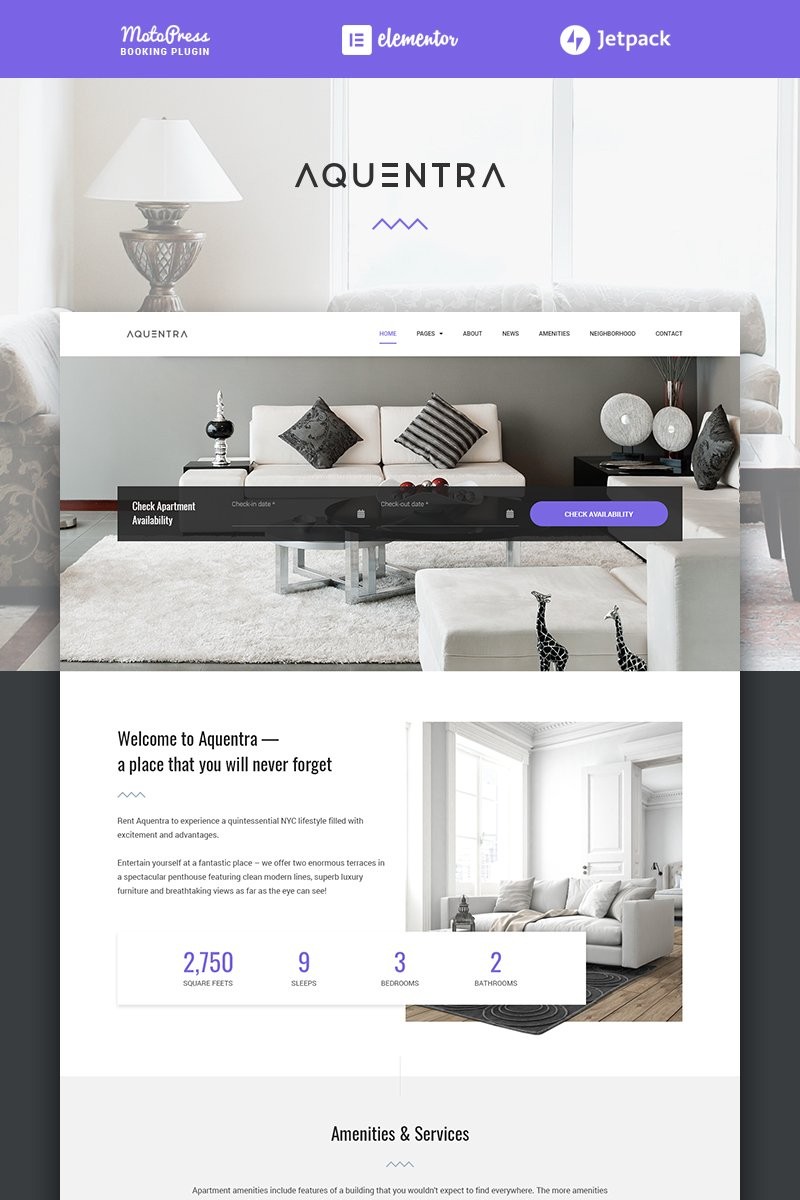 MotoPress
BOOKING PLUGIN
elementor
Jetpack
AQUENTRA
AQUENTRA
HOME PAGES ABOUT NEWS AMENITIES NEIGHBORHOOD CONTACT
Check Apartment
Availability
Check-in date *
Check-out date *
CHECK AVAILABILITY
Welcome to Aquentra —
a place that you will never forget
Rent Aquentra to experience a quintessential NYC lifestyle filled with
excitement and advantages.
Entertain yourself at a fantastic place – we offer two enormous terraces in
a spectacular penthouse featuring clean modern lines, superb luxury
furniture and breathtaking views as far as the eye can see!
2,750 9 3 2
SQUARE FEETS SLEEPS BEDROOMS BATHROOMS
Amenities & Services
Apartment amenities include features of a building that you wouldn't expect to find everywhere. The more amenities